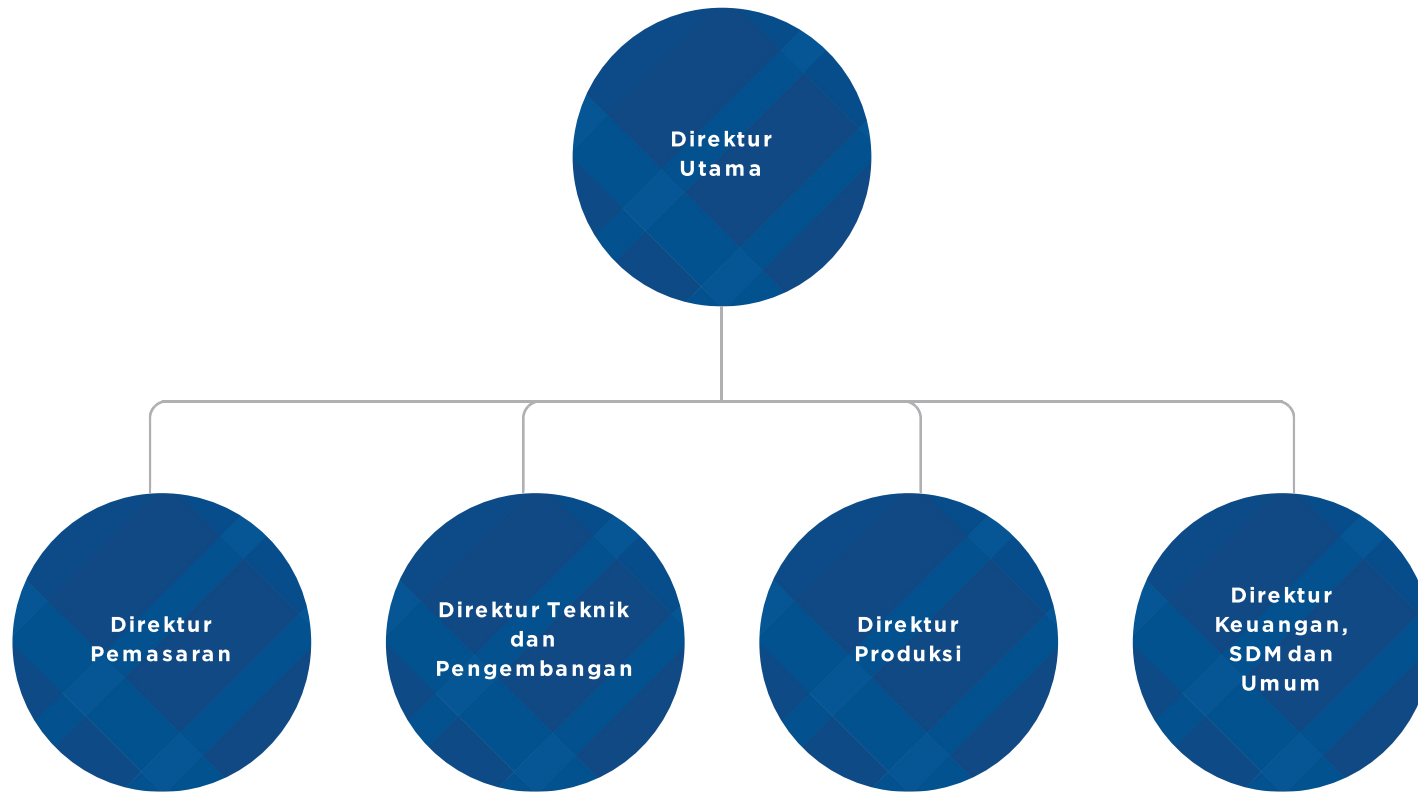 Direktur
Utama
Direktur
Pemasaran
Direktur Teknik
dan
Pengembangan
Direktur
Produksi
Direktur
Keuangan,
SDM dan
Umum